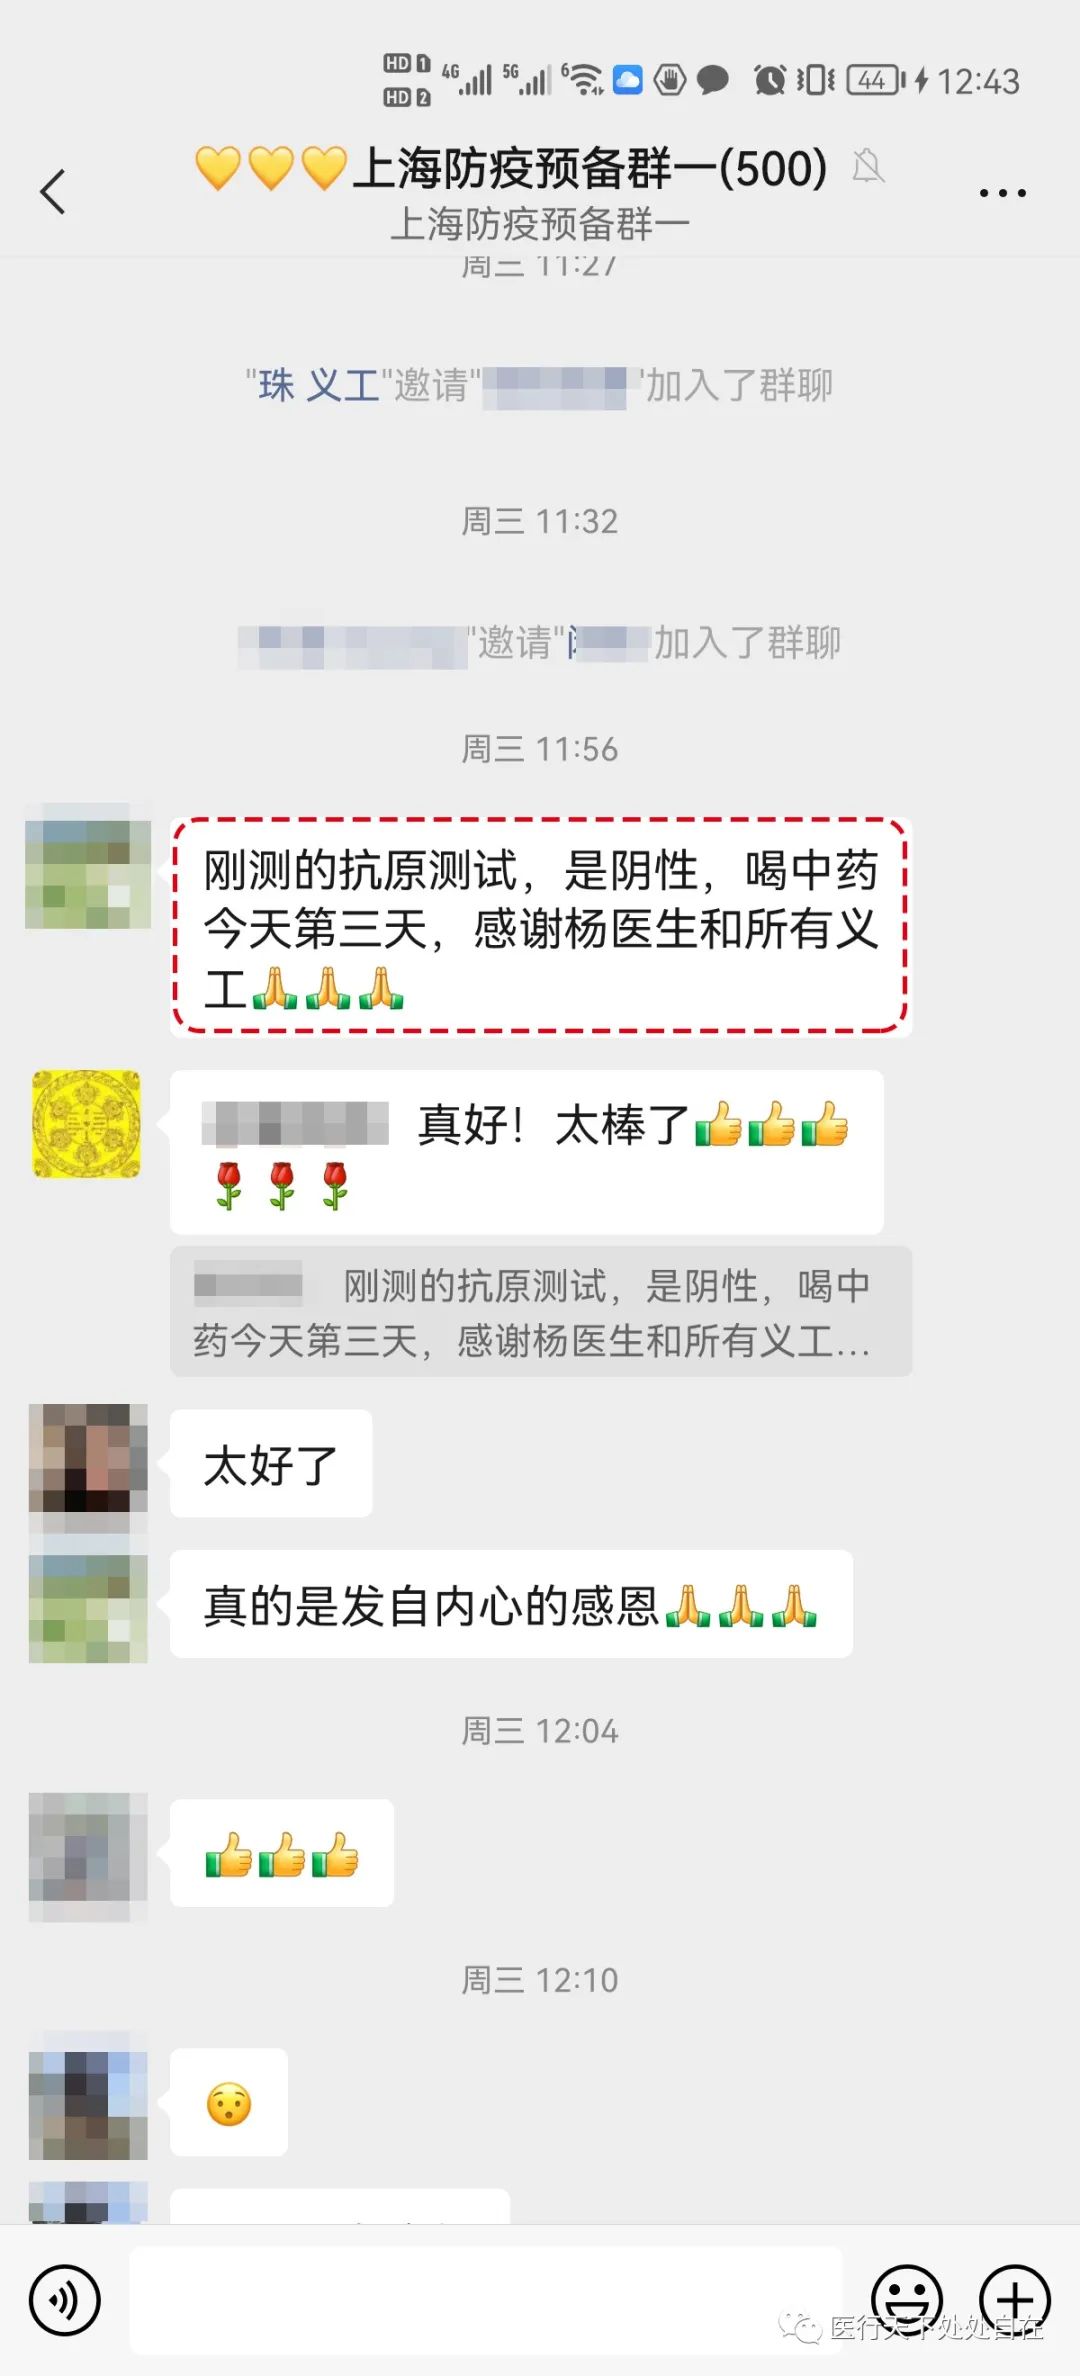 HD 1 4G 5G 6 44 12:43
HD 2
💛💛💛上海防疫预备群一(500)
上海防疫预备群一
周三 11:27
"珠 义工"邀请"加入了群聊
周三 11:32
"邀请"加入了群聊
周三 11:56
刚测的抗原测试，是阴性，喝中药
今天第三天，感谢杨医生和所有义
工🙏🙏🙏
真好！太棒了👍👍👍
🌹🌹🌹
刚测的抗原测试，是阴性，喝中
药今天第三天，感谢杨医生和所有义工...
太好了
真的是发自内心的感恩🙏🙏🙏
周三 12:04
👍👍👍
周三 12:10
😯
医行天下处处自在